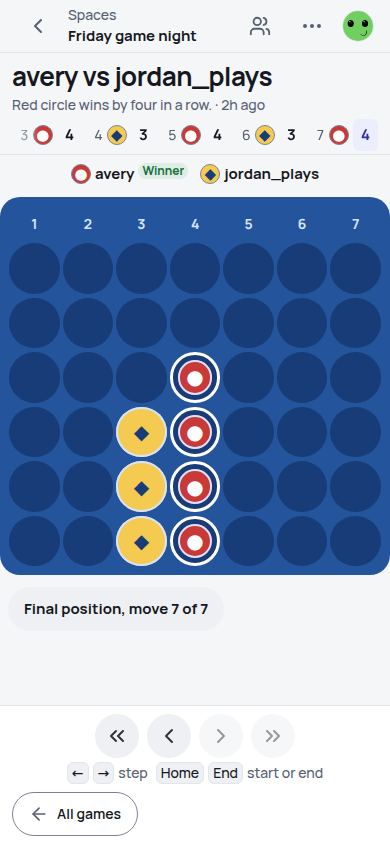 Spaces
Friday game night
avery vs jordan_plays
Red circle wins by four in a row. · 2h ago
3 4 4 3 5 4 6 3 7 4
avery Winner jordan_plays
1 2 3 4 5 6 7
Final position, move 7 of 7
← → step Home End start or end
All games